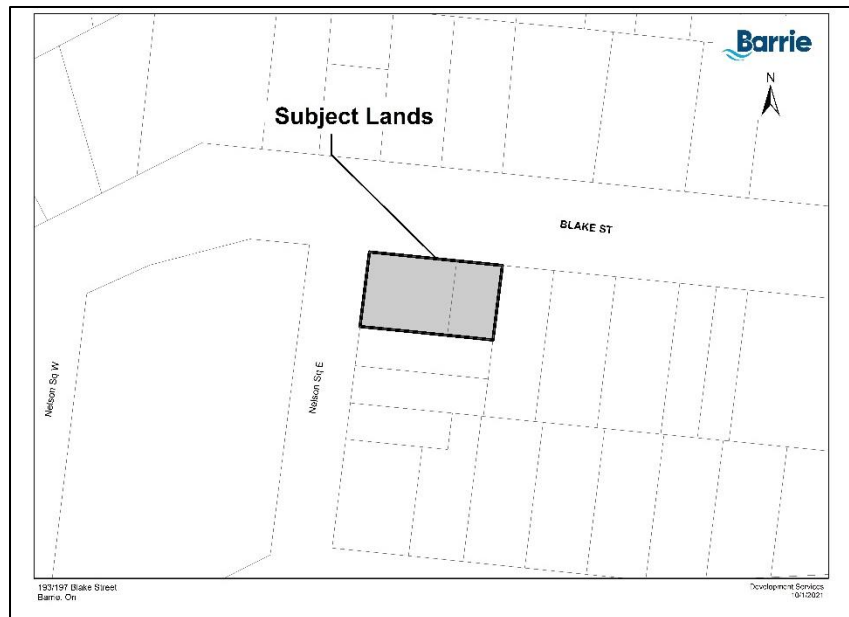 Barrie
N
Subject Lands
BLAKE ST
Nelson Sq W
Nelson Sq E
193/197 Blake Street
Barrie, On
Development Services
10/1/2021